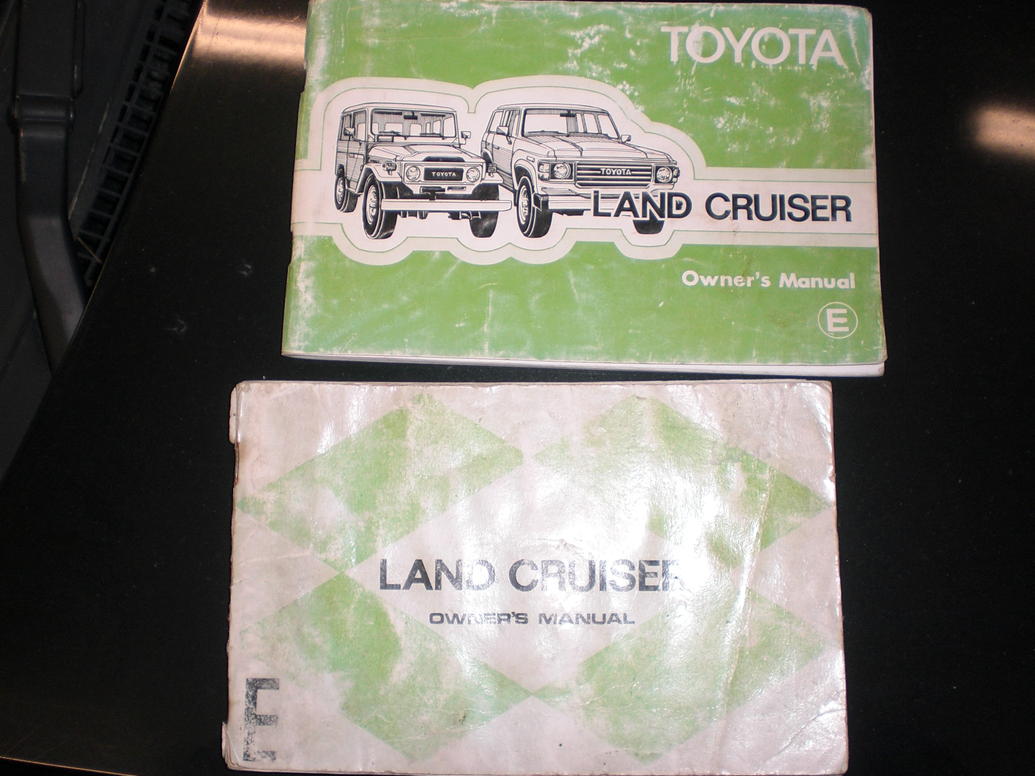 TOYOTA
TOYOTA
TOYOTA
LAND CRUISER
Owner's Manual
E
LAND CRUISER
OWNER'S MANUAL
E